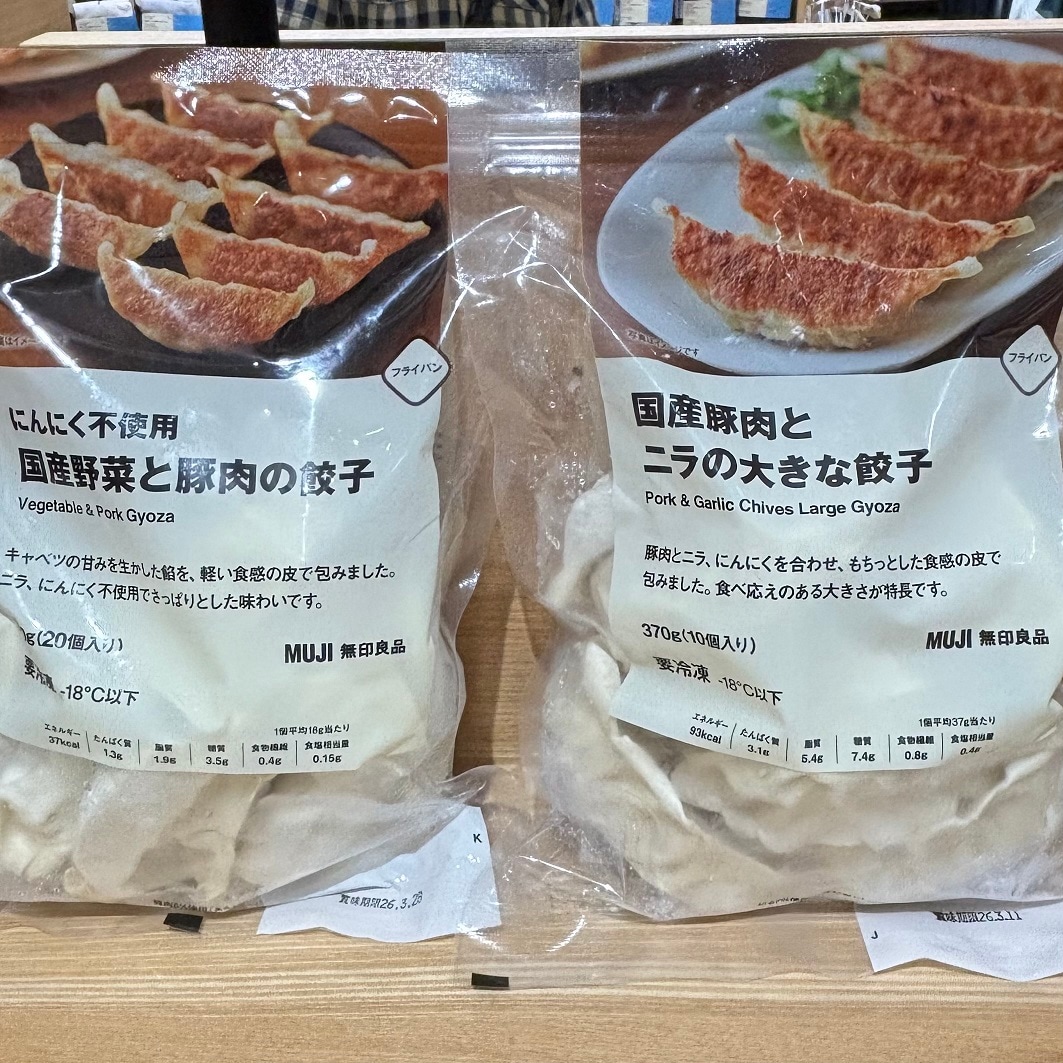 フライパン
にんにく不使用
国産野菜と豚肉の餃子
Vegetable & Pork Gyoza
キャベツの甘みを生かした餡を、軽い食感の皮で包みました。
ニラ、にんにく不使用でさっぱりとした味わいです。
g(20個入り)
MUJI 無印良品
要冷凍 -18℃以下
1個平均18g当たり
エネルギー 37kcal
たんぱく質 1.3g
脂質 1.9g
糖質 3.5g
食物繊維 0.4g
食塩相当量 0.15g
K
賞味期限26.3.
写真はイメージです
フライパン
国産豚肉と
ニラの大きな餃子
Pork & Garlic Chives Large Gyoza
豚肉とニラ、にんにくを合わせ、もちっとした食感の皮で
包みました。食べ応えのある大きさが特長です。
370g(10個入り)
MUJI 無印良品
要冷凍 -18℃以下
1個平均37g当たり
エネルギー 93kcal
たんぱく質 3.1g
脂質 5.4g
糖質 7.4g
食物繊維 0.8g
食塩相当量 0.4g
賞味期限26.3.11
J